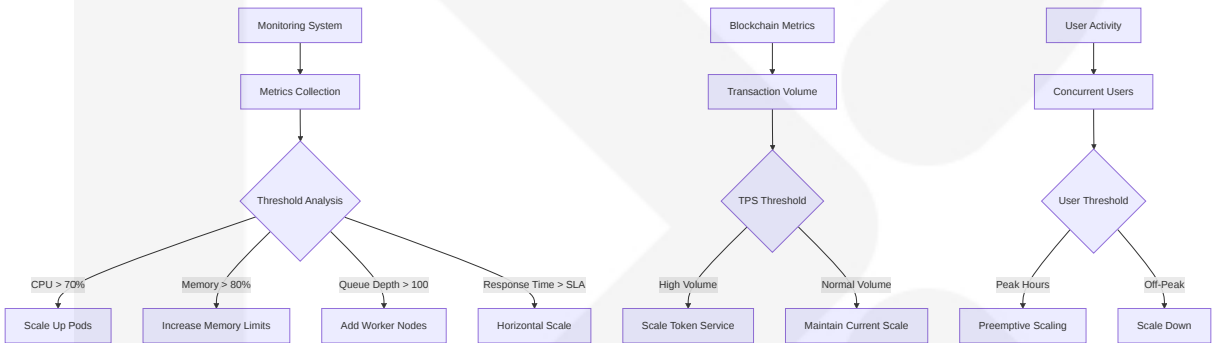 Monitoring System
Blockchain Metrics
User Activity
Metrics Collection
Transaction Volume
Concurrent Users
Threshold Analysis
TPS Threshold
User Threshold
CPU > 70%
Memory > 80%
Queue Depth > 100
Response Time > SLA
High Volume
Normal Volume
Peak Hours
Off-Peak
Scale Up Pods
Increase Memory Limits
Add Worker Nodes
Horizontal Scale
Scale Token Service
Maintain Current Scale
Preemptive Scaling
Scale Down